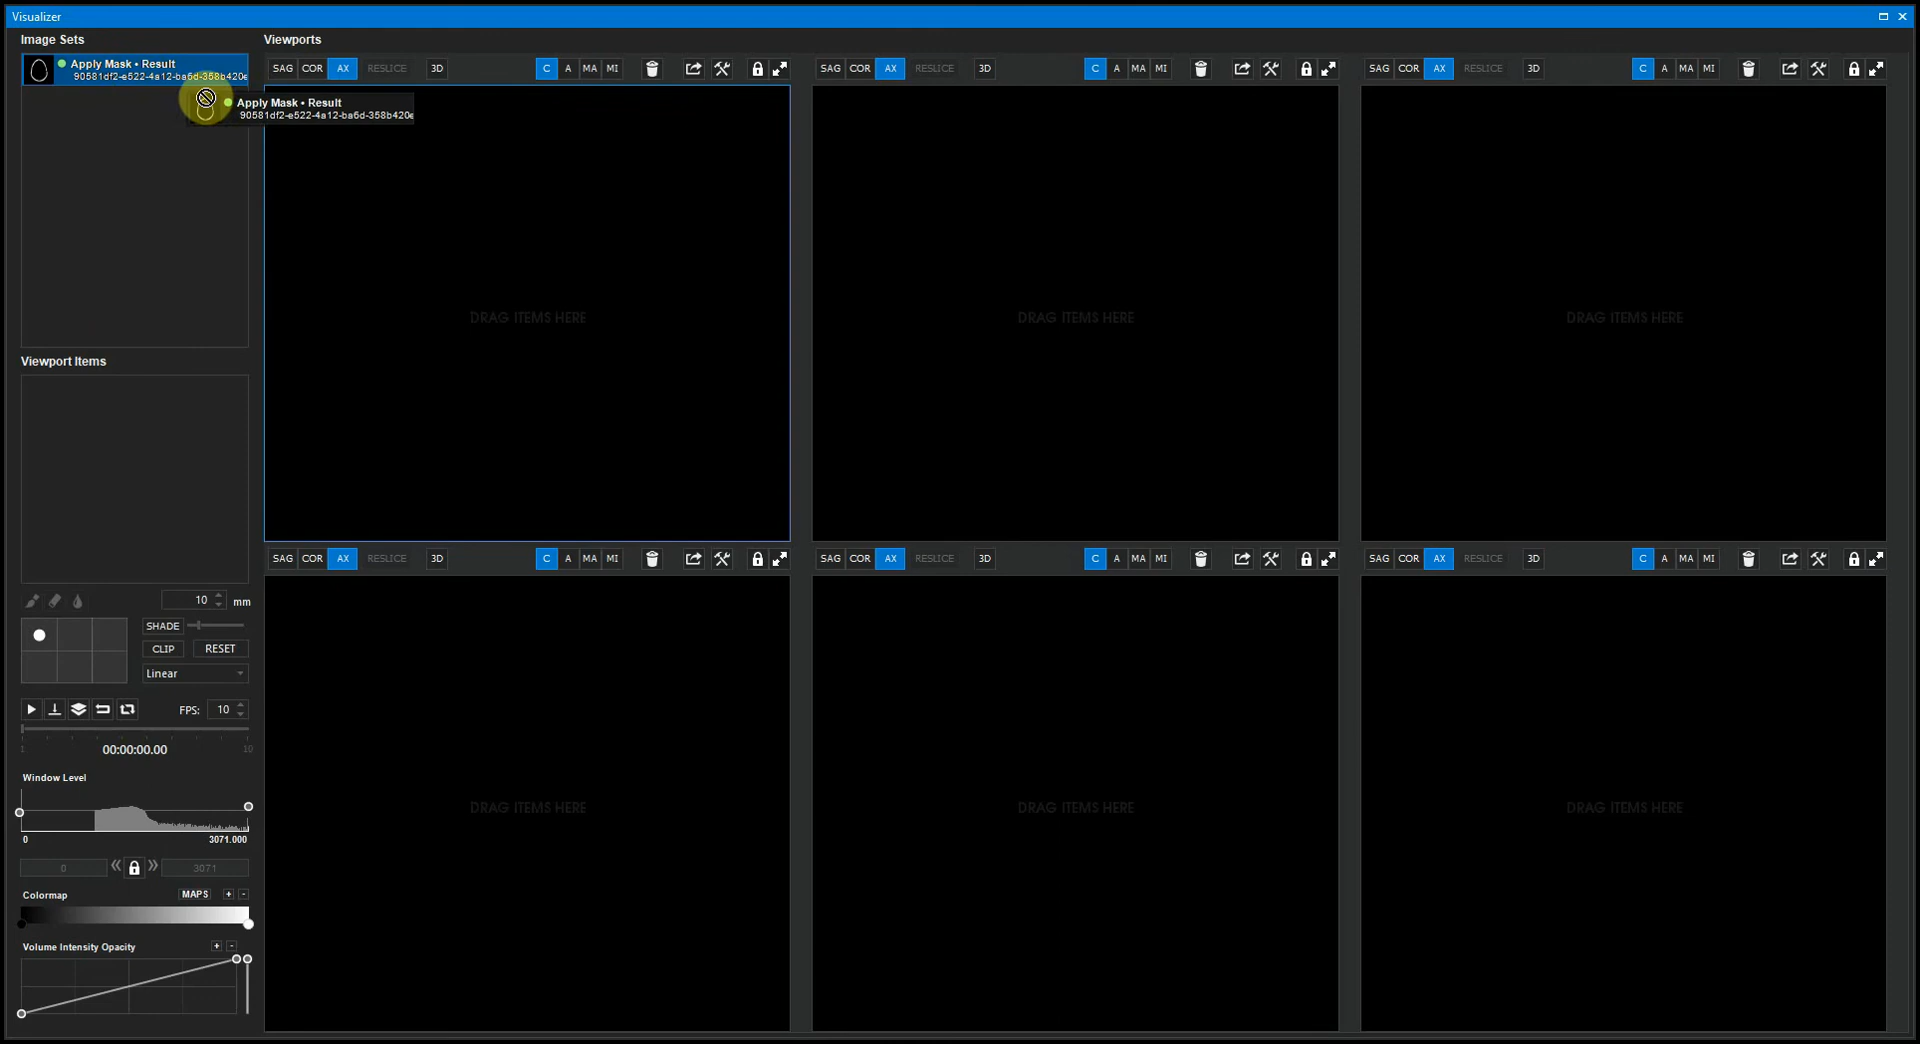 Visualizer
Image Sets
Viewports
Apply Mask • Result
90581df2-e522-4a12-ba6d-358b420e
Apply Mask • Result
90581df2-e522-4a12-ba6d-358b420e
SAG COR AX RESLICE 3D C A MA MI
SAG COR AX RESLICE 3D C A MA MI
SAG COR AX RESLICE 3D C A MA MI
DRAG ITEMS HERE
DRAG ITEMS HERE
DRAG ITEMS HERE
Viewport Items
SAG COR AX RESLICE 3D C A MA MI
SAG COR AX RESLICE 3D C A MA MI
SAG COR AX RESLICE 3D C A MA MI
DRAG ITEMS HERE
DRAG ITEMS HERE
DRAG ITEMS HERE
10 mm
SHADE
CLIP RESET
Linear
FPS: 10
1 10
00:00:00.00
Window Level
0 3071.000
0 3071
Colormap MAPS + -
Volume Intensity Opacity + -